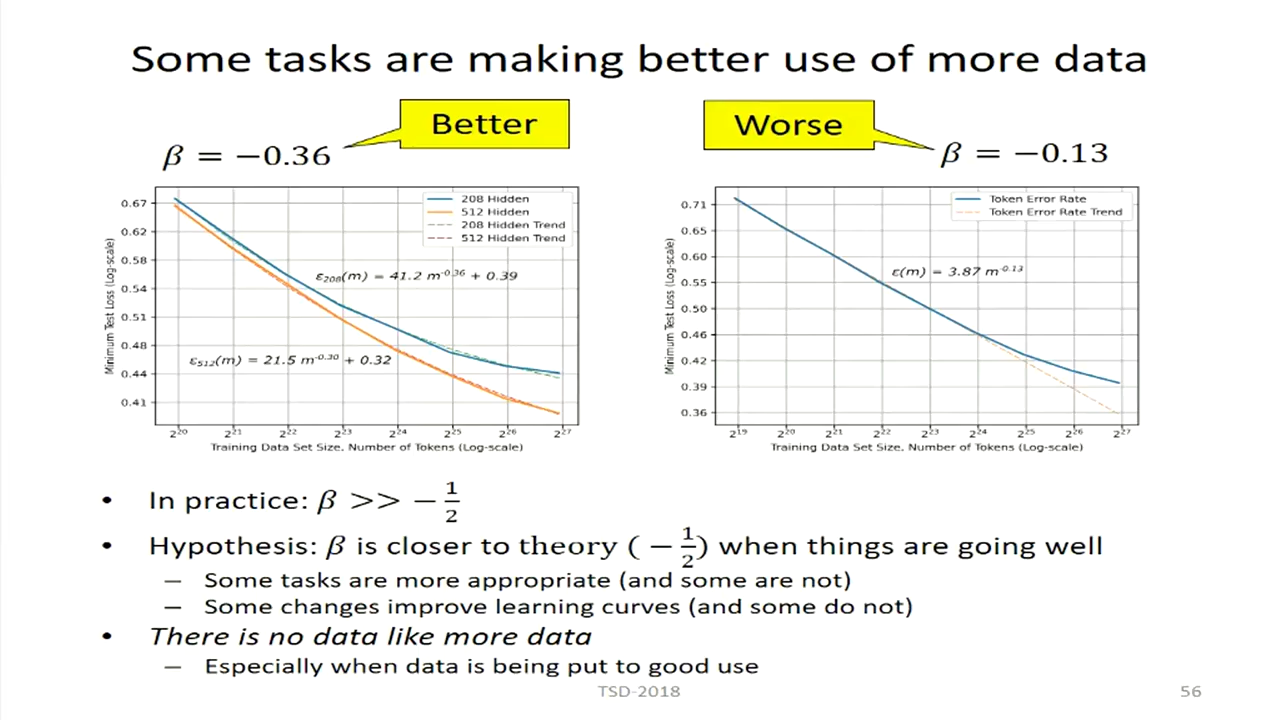 Some tasks are making better use of more data
Better
β = −0.36
Worse
β = −0.13
Minimum Test Loss (Log-scale)
0.67
0.62
0.58
0.54
0.51
0.48
0.44
0.41
208 Hidden
512 Hidden
208 Hidden Trend
512 Hidden Trend
ε₂₀₈(m) = 41.2 m⁻⁰·³⁶ + 0.39
ε₅₁₂(m) = 21.5 m⁻⁰·³⁰ + 0.32
2²⁰ 2²¹ 2²² 2²³ 2²⁴ 2²⁵ 2²⁶ 2²⁷
Training Data Set Size, Number of Tokens (Log-scale)
Minimum Test Loss (Log-scale)
0.71
0.65
0.60
0.55
0.50
0.46
0.42
0.39
0.36
Token Error Rate
Token Error Rate Trend
ε(m) = 3.87 m⁻⁰·¹³
2¹⁹ 2²⁰ 2²¹ 2²² 2²³ 2²⁴ 2²⁵ 2²⁶ 2²⁷
Training Data Set Size, Number of Tokens (Log-scale)
• In practice: β >> −1/2
• Hypothesis: β is closer to theory (−1/2) when things are going well
– Some tasks are more appropriate (and some are not)
– Some changes improve learning curves (and some do not)
• There is no data like more data
– Especially when data is being put to good use
TSD-2018
56